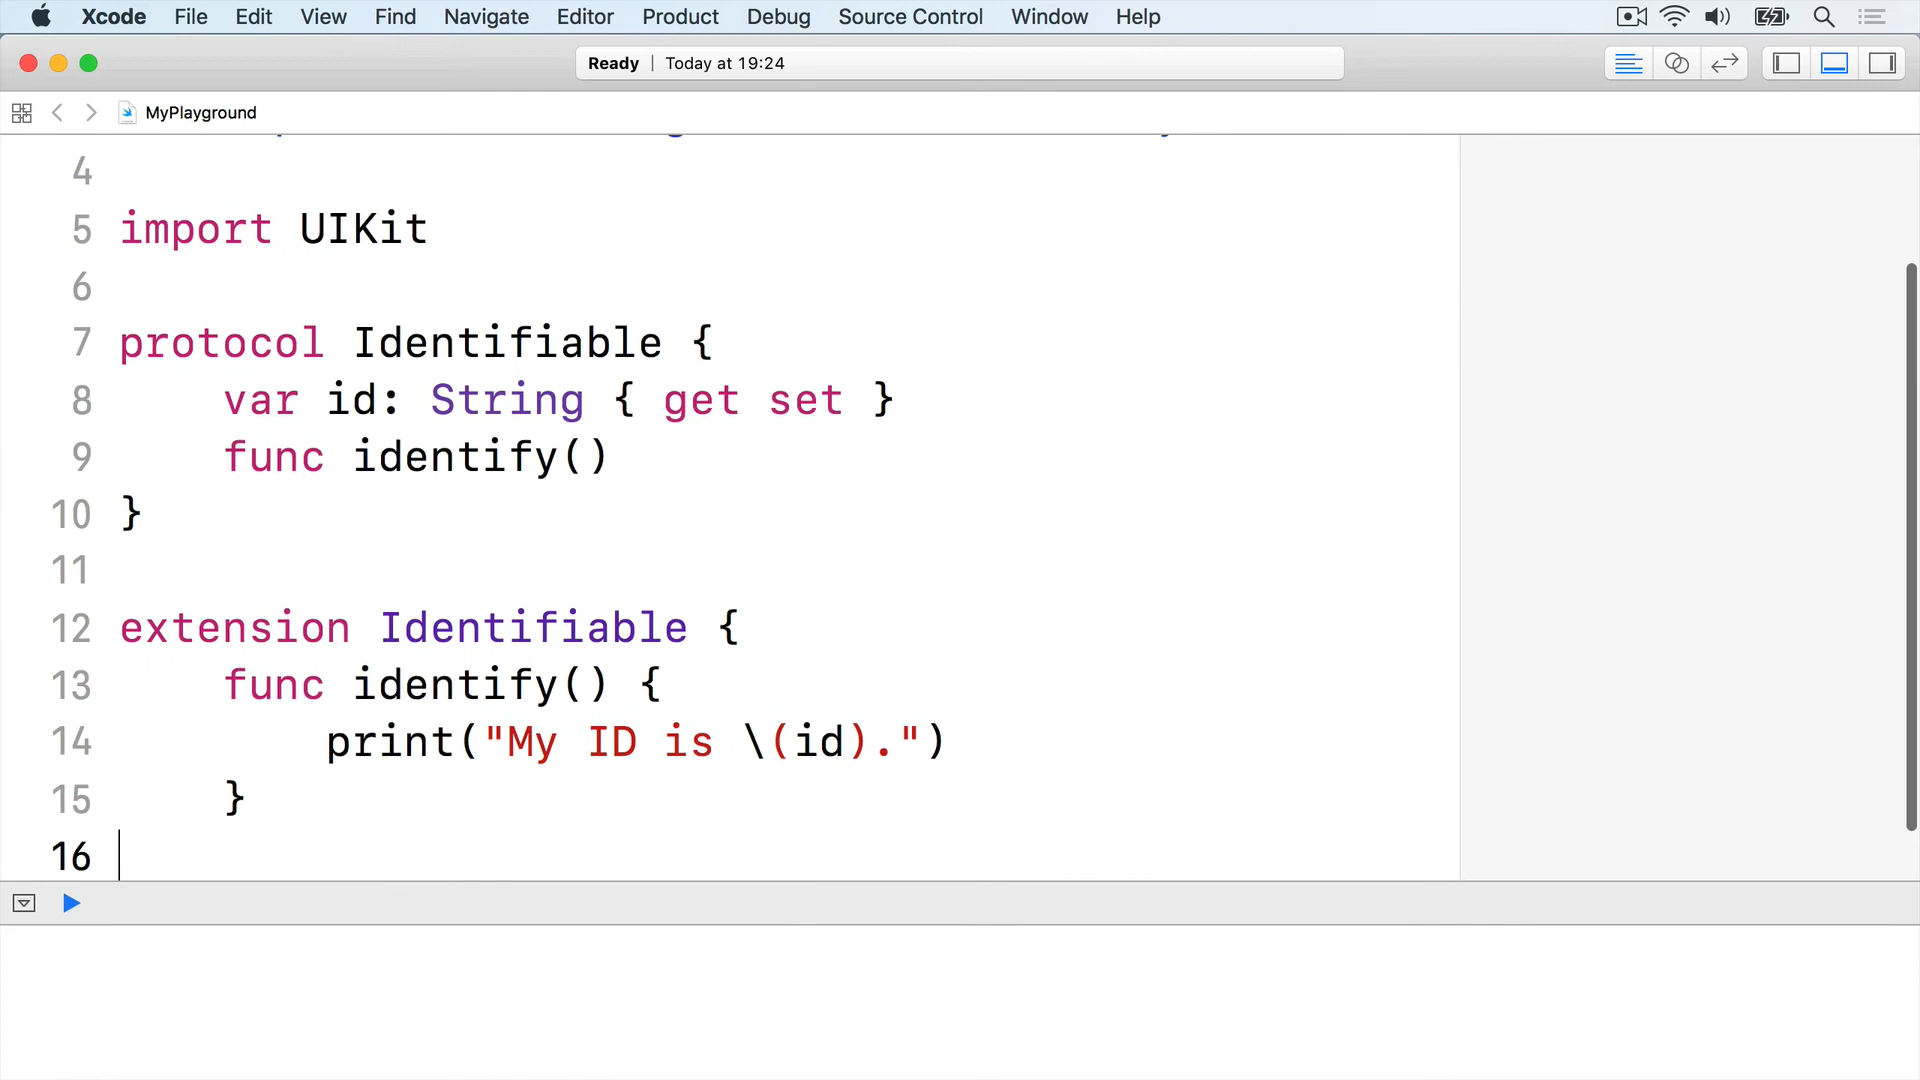 Xcode File Edit View Find Navigate Editor Product Debug Source Control Window Help
Ready | Today at 19:24
MyPlayground
4
5 import UIKit
6
7 protocol Identifiable {
8 var id: String { get set }
9 func identify()
10 }
11
12 extension Identifiable {
13 func identify() {
14 print("My ID is \(id).")
15 }
16